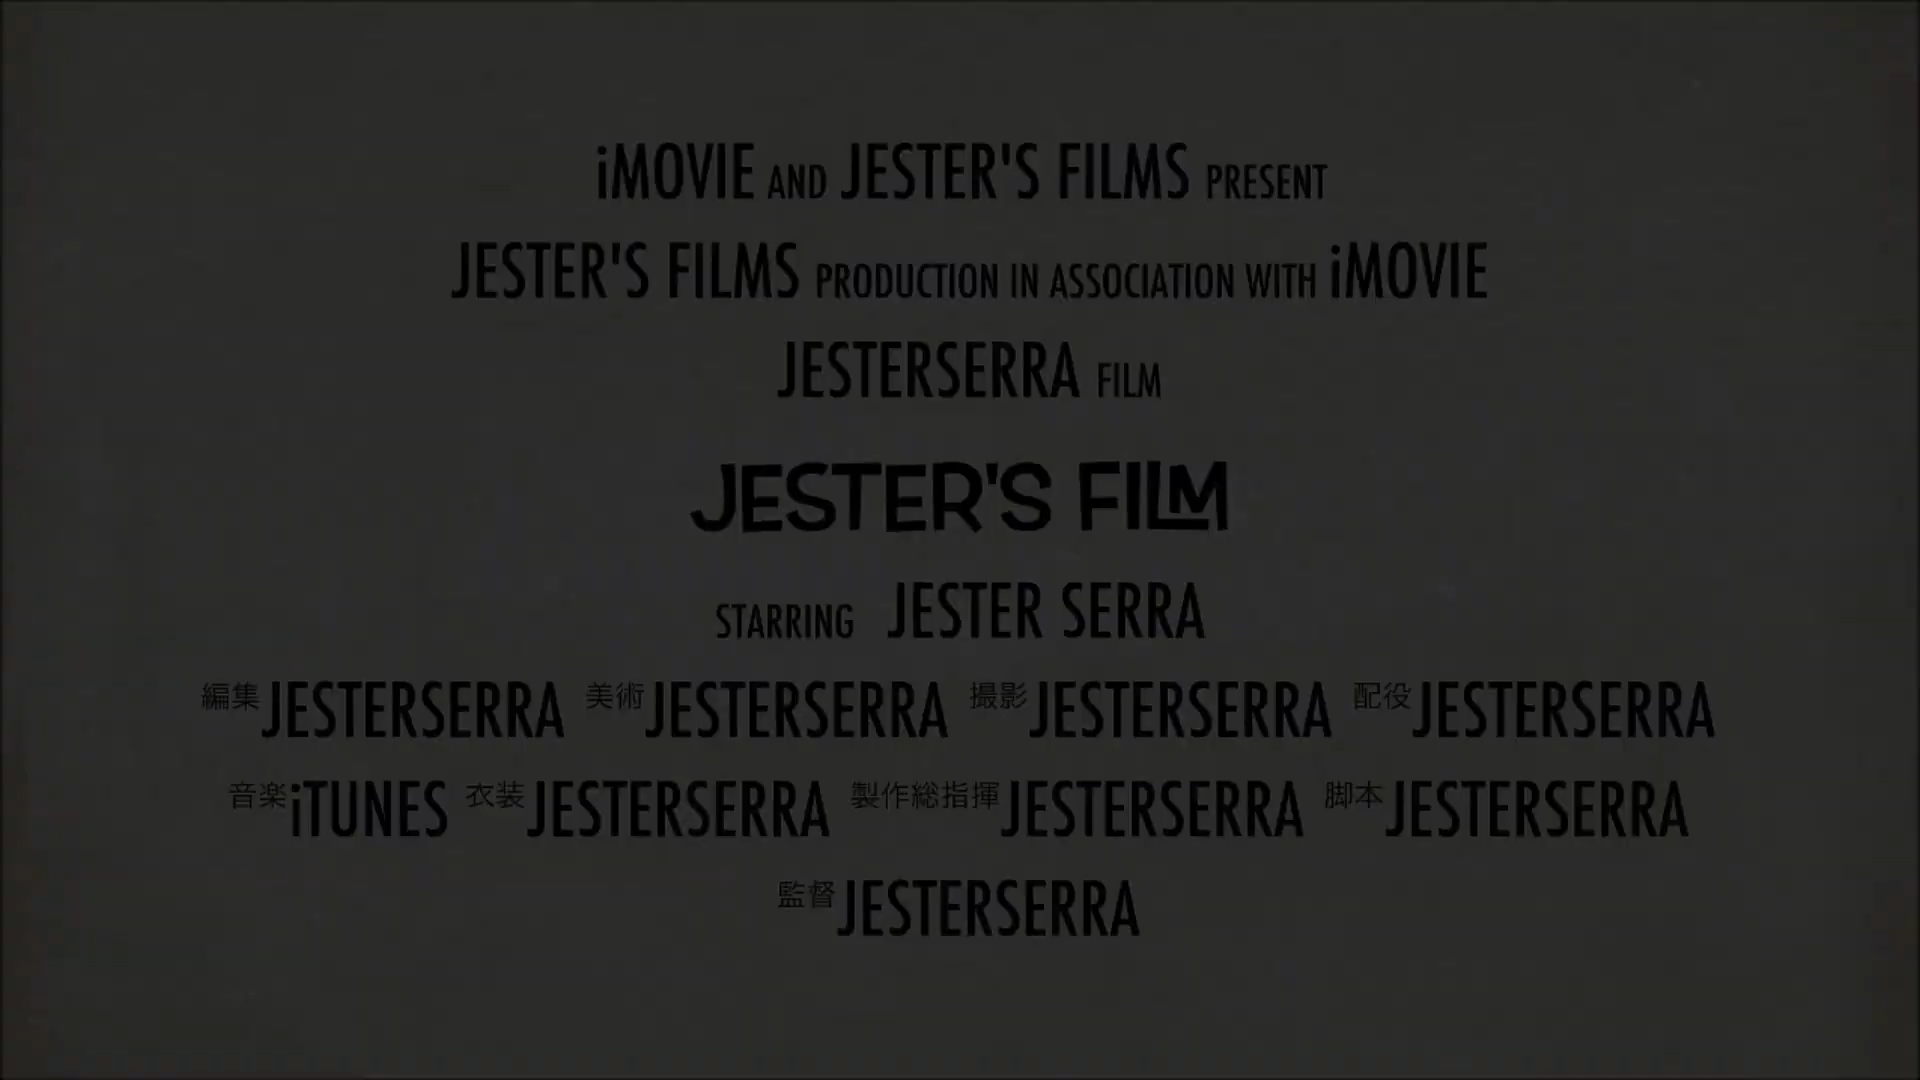 iMOVIE AND JESTER'S FILMS PRESENT
JESTER'S FILMS PRODUCTION IN ASSOCIATION WITH iMOVIE
JESTERSERRA FILM
JESTER'S FILM
STARRING JESTER SERRA
編集JESTERSERRA 美術JESTERSERRA 撮影JESTERSERRA 配役JESTERSERRA
音楽iTUNES 衣装JESTERSERRA 製作総指揮JESTERSERRA 脚本JESTERSERRA
監督JESTERSERRA